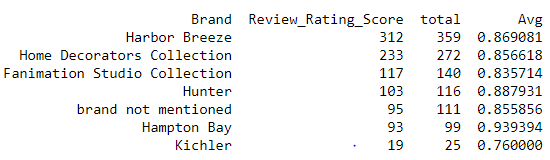 Brand Review_Rating_Score total Avg
Harbor Breeze 312 359 0.869081
Home Decorators Collection 233 272 0.856618
Fanimation Studio Collection 117 140 0.835714
Hunter 103 116 0.887931
brand not mentioned 95 111 0.855856
Hampton Bay 93 99 0.939394
Kichler 19 25 0.760000